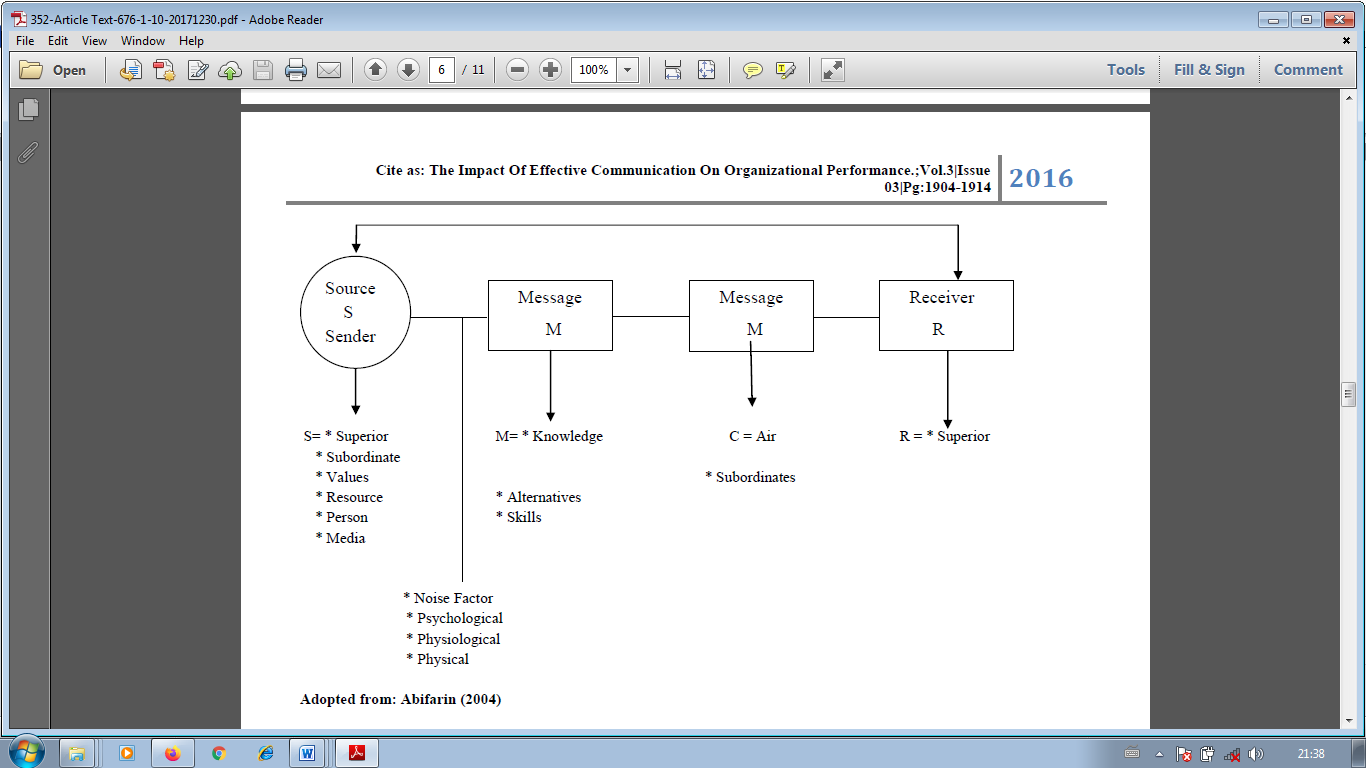 352-Article Text-676-1-10-20171230.pdf - Adobe Reader
File Edit View Window Help
Open 6 / 11 100% Tools Fill & Sign Comment
Cite as: The Impact Of Effective Communication On Organizational Performance.;Vol.3|Issue
03|Pg:1904-1914
2016
Source
S
Sender
Message
M
Message
M
Receiver
R
S= * Superior
* Subordinate
* Values
* Resource
* Person
* Media
M= * Knowledge
* Alternatives
* Skills
C = Air
* Subordinates
R = * Superior
* Noise Factor
* Psychological
* Physiological
* Physical
Adopted from: Abifarin (2004)
21:38